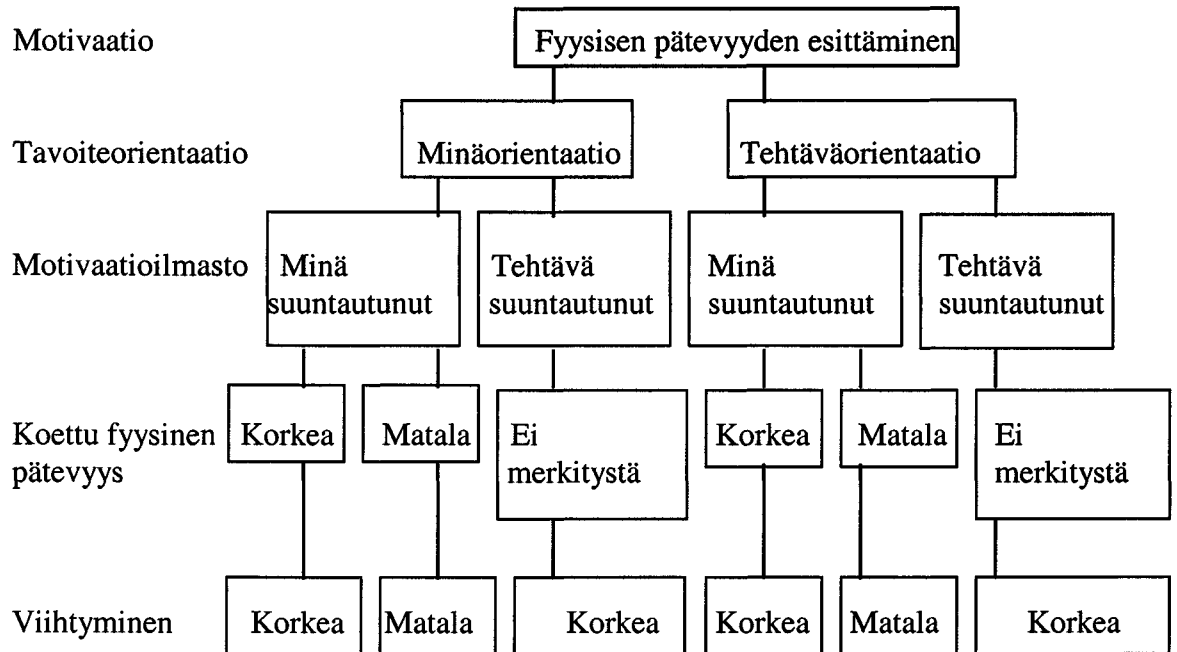 Motivaatio
Fyysisen pätevyyden esittäminen
Tavoiteorientaatio
Minäorientaatio
Tehtäväorientaatio
Motivaatioilmasto
Minä
suuntautunut
Tehtävä
suuntautunut
Minä
suuntautunut
Tehtävä
suuntautunut
Koettu fyysinen
pätevyys
Korkea
Matala
Ei
merkitystä
Korkea
Matala
Ei
merkitystä
Viihtyminen
Korkea
Matala
Korkea
Korkea
Matala
Korkea